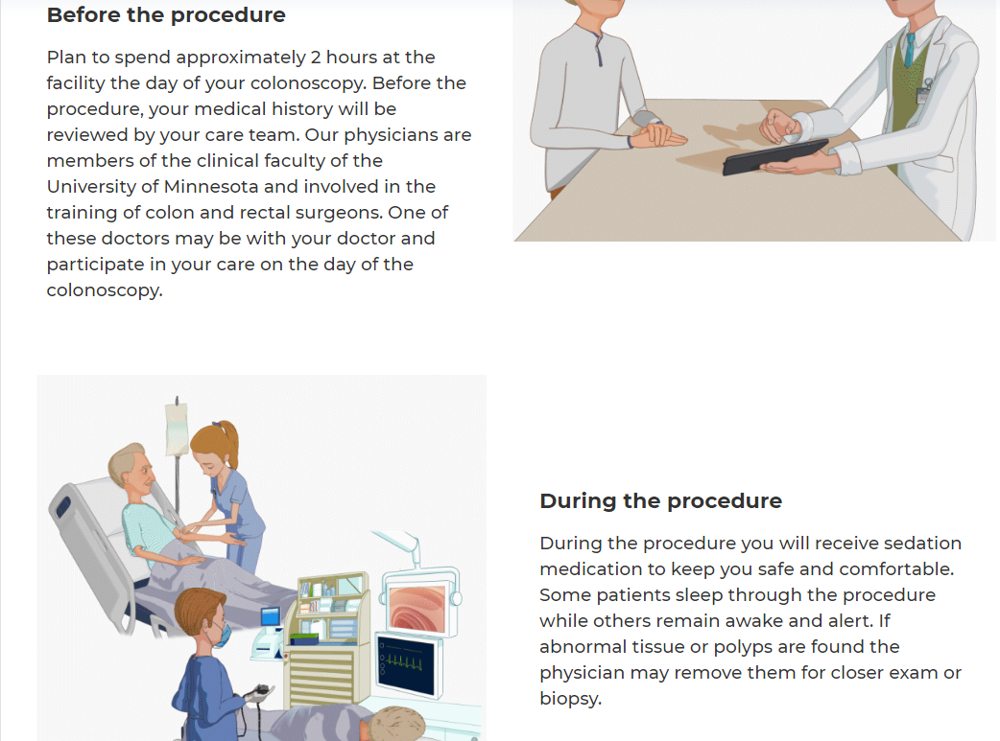 Before the procedure
Plan to spend approximately 2 hours at the
facility the day of your colonoscopy. Before the
procedure, your medical history will be
reviewed by your care team. Our physicians are
members of the clinical faculty of the
University of Minnesota and involved in the
training of colon and rectal surgeons. One of
these doctors may be with your doctor and
participate in your care on the day of the
colonoscopy.
During the procedure
During the procedure you will receive sedation
medication to keep you safe and comfortable.
Some patients sleep through the procedure
while others remain awake and alert. If
abnormal tissue or polyps are found the
physician may remove them for closer exam or
biopsy.